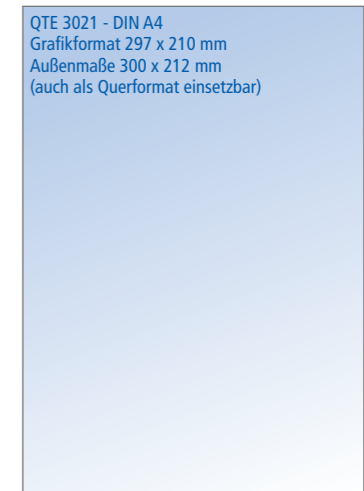 QTE 3021 - DIN A4
Grafikformat 297 x 210 mm
Außenmaße 300 x 212 mm
(auch als Querformat einsetzbar)